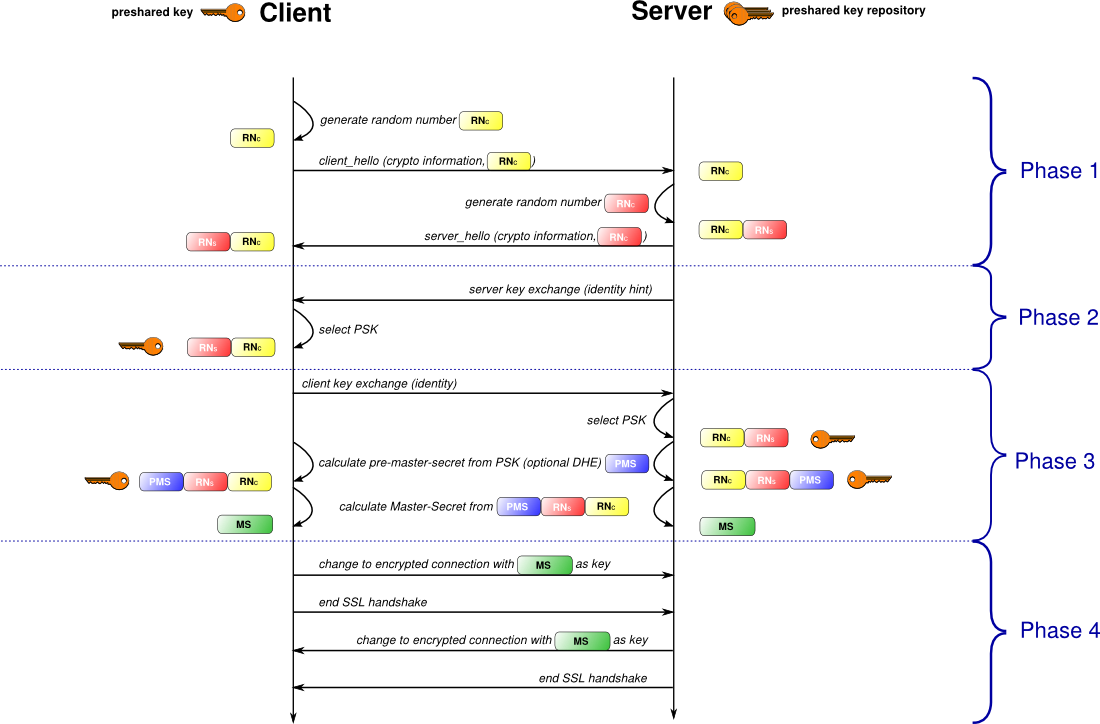 preshared key Client Server preshared key repository
generate random number RNc
RNc
client_hello (crypto information, RNc )
RNc
Phase 1
generate random number RNc
RNc RNs
server_hello (crypto information, RNc )
RNs RNc
server key exchange (identity hint)
Phase 2
select PSK
RNs RNc
client key exchange (identity)
select PSK
RNc RNs
calculate pre-master-secret from PSK (optional DHE) PMS
Phase 3
PMS RNs RNc
RNc RNs PMS
calculate Master-Secret from PMS RNs RNc
MS
MS
change to encrypted connection with MS as key
end SSL handshake
Phase 4
change to encrypted connection with MS as key
end SSL handshake